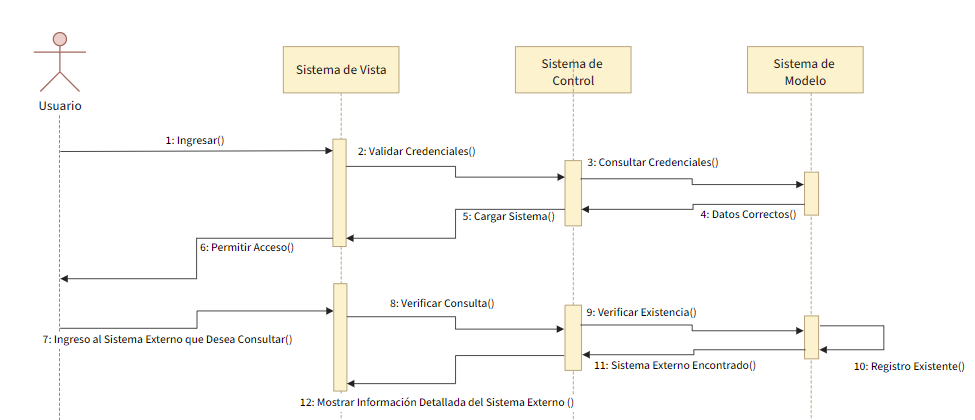 Usuario
Sistema de Vista
Sistema de
Control
Sistema de
Modelo
1: Ingresar()
2: Validar Credenciales()
3: Consultar Credenciales()
4: Datos Correctos()
5: Cargar Sistema()
6: Permitir Acceso()
7: Ingreso al Sistema Externo que Desea Consultar()
8: Verificar Consulta()
9: Verificar Existencia()
10: Registro Existente()
11: Sistema Externo Encontrado()
12: Mostrar Información Detallada del Sistema Externo ()